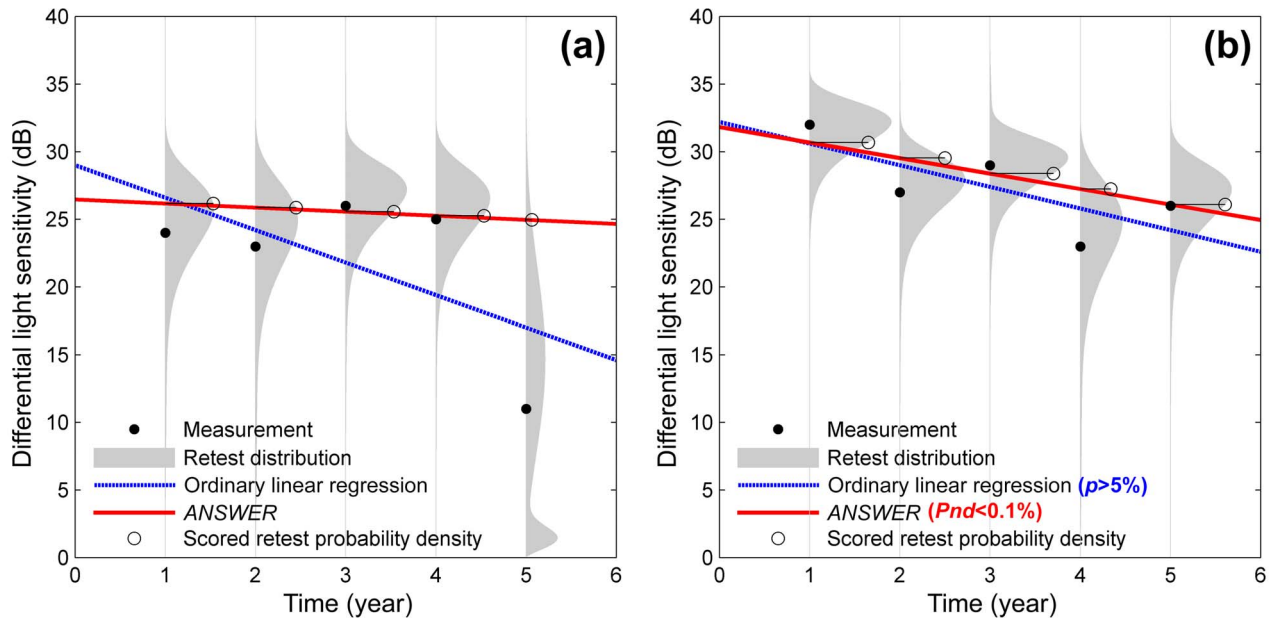 (a)
40
35
30
25
20
15
10
5
0
Differential light sensitivity (dB)
Measurement
Retest distribution
Ordinary linear regression
ANSWER
Scored retest probability density
0 1 2 3 4 5 6
Time (year)
(b)
40
35
30
25
20
15
10
5
0
Differential light sensitivity (dB)
Measurement
Retest distribution
Ordinary linear regression (p>5%)
ANSWER (Pnd<0.1%)
Scored retest probability density
0 1 2 3 4 5 6
Time (year)